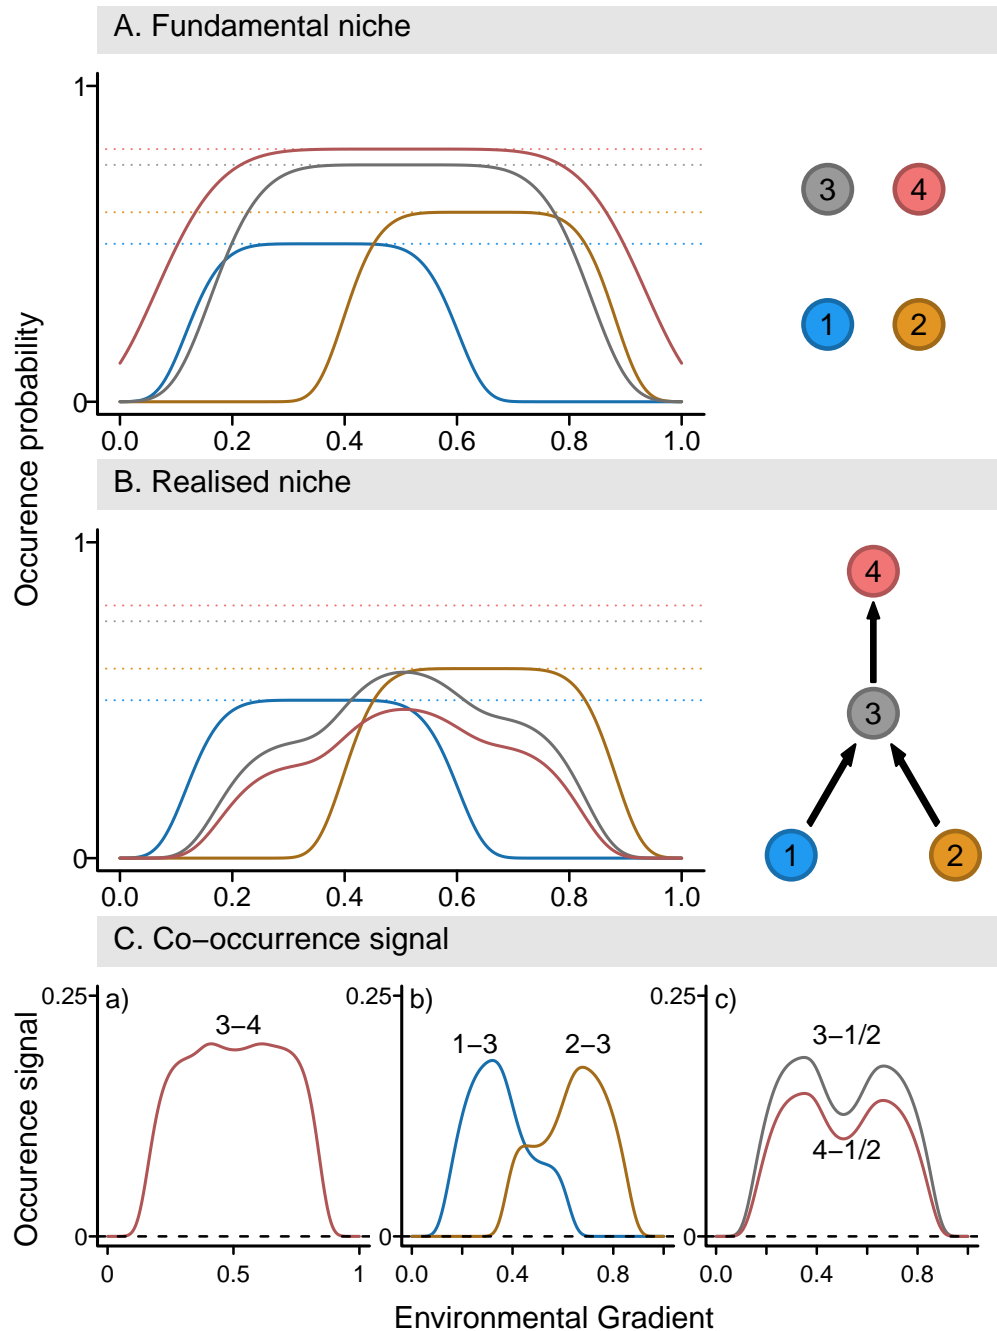 A. Fundamental niche
1
0
0.0 0.2 0.4 0.6 0.8 1.0
3 4
1 2
Occurence probability
B. Realised niche
1
0
0.0 0.2 0.4 0.6 0.8 1.0
4
3
1 2
C. Co−occurrence signal
Occurence signal
0.25
0
a)
3−4
0 0.5 1
0.25
0
b)
1−3 2−3
0.0 0.4 0.8
0.25
0
c)
3−1/2
4−1/2
0.0 0.4 0.8
Environmental Gradient